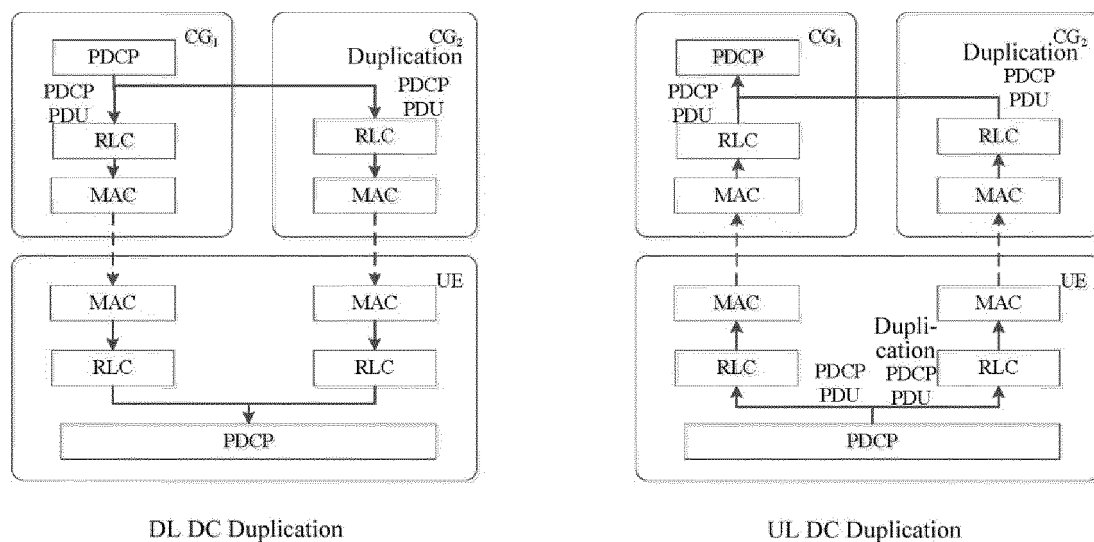 CG₁
PDCP
PDCP
PDU
RLC
MAC
CG₂
Duplication
PDCP
PDU
RLC
MAC
UE
MAC
MAC
RLC
RLC
PDCP
DL DC Duplication
CG₁
PDCP
PDCP
PDU
RLC
MAC
CG₂
Duplication
PDCP
PDU
RLC
MAC
UE
MAC
MAC
Dupli-
cation
RLC
RLC
PDCP
PDU
PDCP
PDU
PDCP
UL DC Duplication